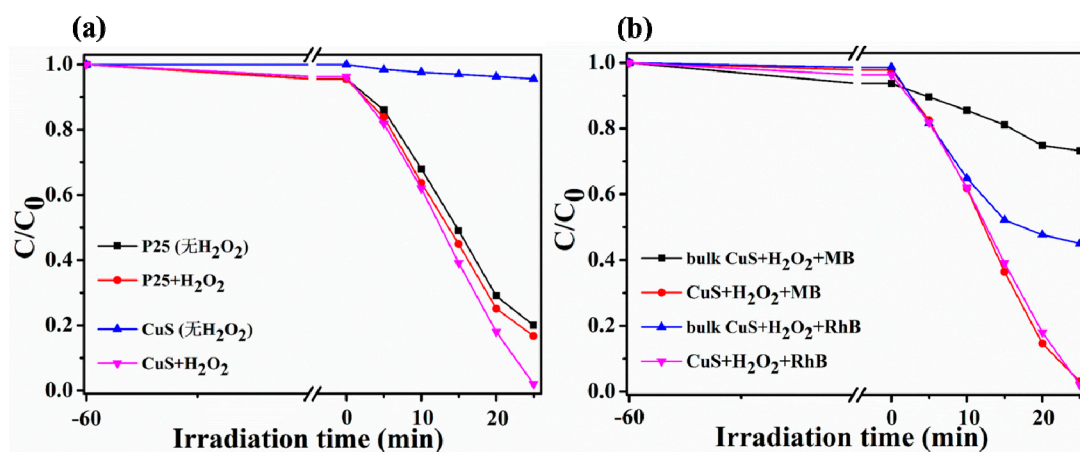 (a)
C/C0
1.0
0.8
0.6
0.4
0.2
0.0
P25 (无H2O2)
P25+H2O2
CuS (无H2O2)
CuS+H2O2
-60
0
10
20
Irradiation time (min)
(b)
C/C0
1.0
0.8
0.6
0.4
0.2
0.0
bulk CuS+H2O2+MB
CuS+H2O2+MB
bulk CuS+H2O2+RhB
CuS+H2O2+RhB
-60
0
10
20
Irradiation time (min)